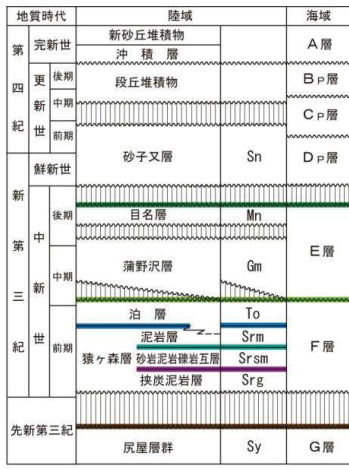 地質時代 陸域 海域
第四紀 完新世 新砂丘堆積物 A層
沖積層
更新世 後期 段丘堆積物 BP層
中期 CP層
前期 DP層
新第三紀 鮮新世 砂子又層 Sn
中新世 後期 目名層 Mn E層
中期 蒲野沢層 Gm
前期 泊層 To F層
猿ヶ森層 泥岩層 Srm
砂岩泥岩礫岩互層 Srsm
挟炭泥岩層 Srg
先新第三紀 尻屋層群 Sy G層